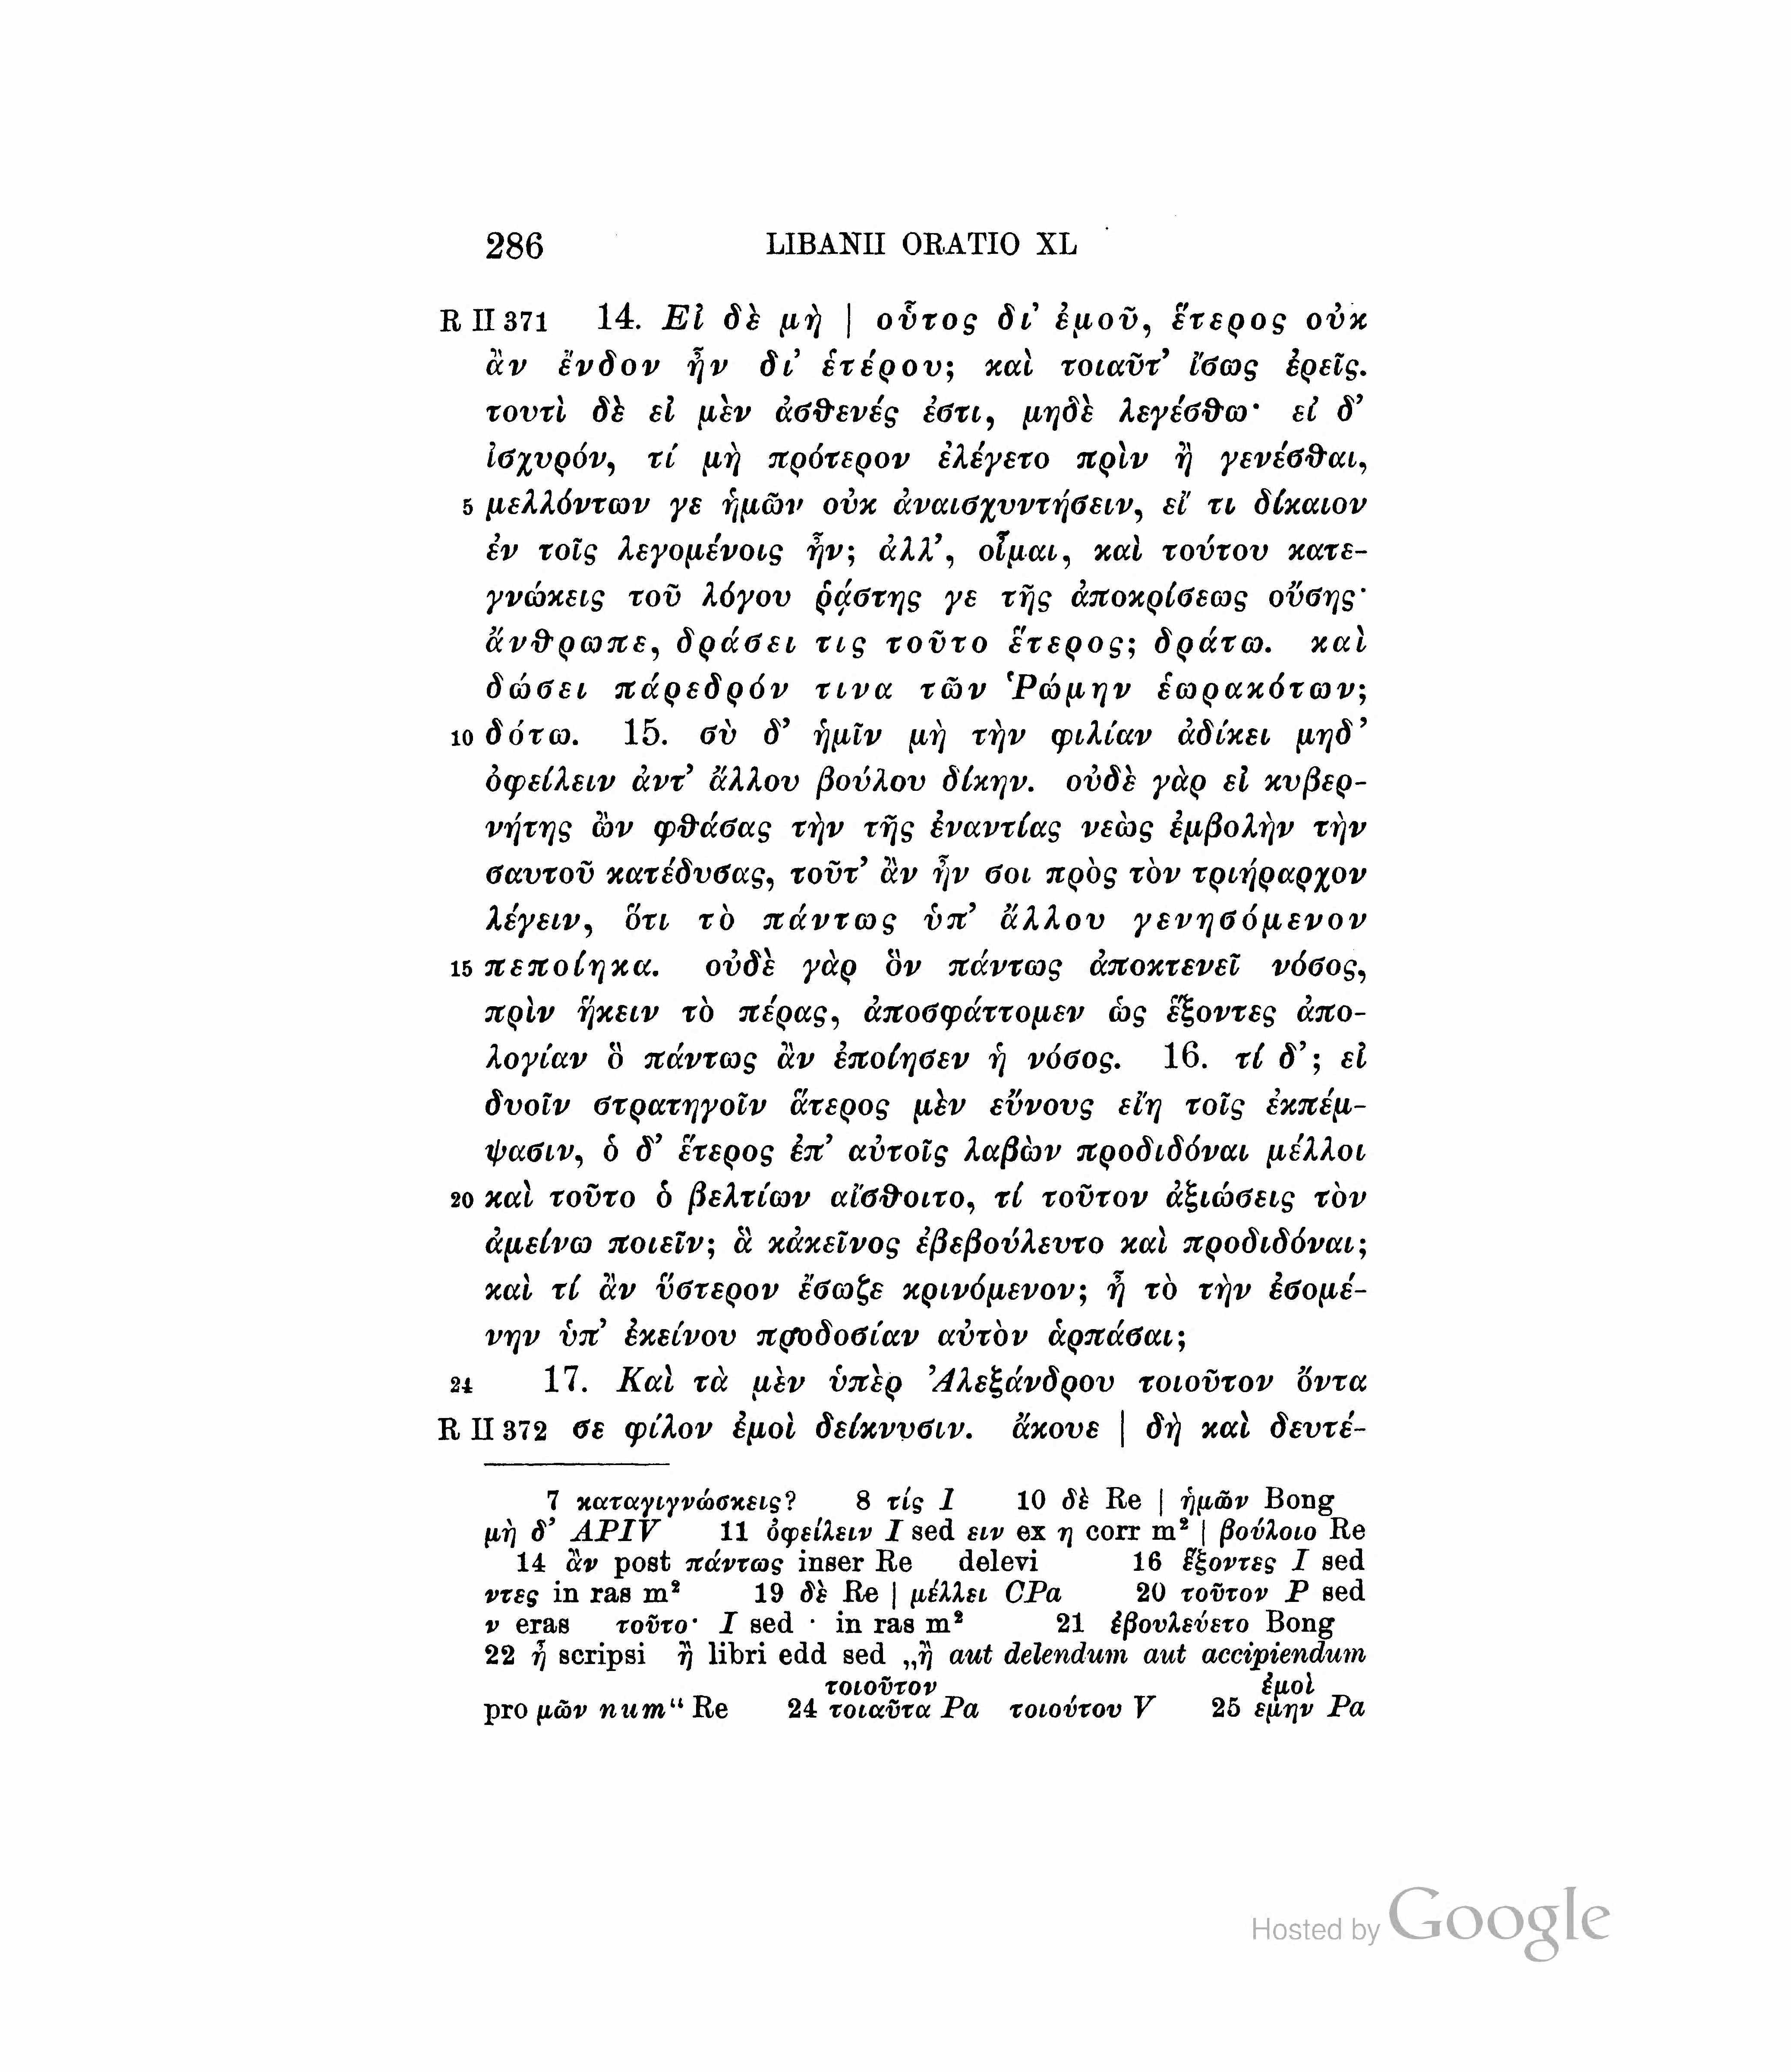 286 LIBANII ORATIO XL
R II 371 14. Εἰ δὲ μὴ | οὗτος δι’ ἐμοῦ, ἕτερος οὐκ
ἂν ἔνδον ἦν δι’ ἑτέρου; καὶ τοιαῦτ’ ἴσως ἐρεῖς.
τουτὶ δὲ εἰ μὲν ἀσθενές ἐστι, μηδὲ λεγέσθω· εἰ δ’
ἰσχυρόν, τί μὴ πρότερον ἐλέγετο πρὶν ἢ γενέσθαι,
5 μελλόντων γε ἡμῶν οὐκ ἀναισχυντήσειν, εἴ τι δίκαιον
ἐν τοῖς λεγομένοις ἦν; ἀλλ’, οἶμαι, καὶ τούτου κατε-
γνώκεις τοῦ λόγου ῥᾴστης γε τῆς ἀποκρίσεως οὔσης·
ἄνθρωπε, δράσει τις τοῦτο ἕτερος; δράτω. καὶ
δώσει πάρεδρόν τινα τῶν Ῥώμην ἑωρακότων;
10 δότω. 15. σὺ δ’ ἡμῖν μὴ τὴν φιλίαν ἀδίκει μηδ’
ὀφείλειν ἀντ’ ἄλλου βούλου δίκην. οὐδὲ γὰρ εἰ κυβερ-
νήτης ὢν φθάσας τὴν τῆς ἐναντίας νεὼς ἐμβολὴν τὴν
σαυτοῦ κατέδυσας, τοῦτ’ ἂν ἦν σοι πρὸς τὸν τριήραρχον
λέγειν, ὅτι τὸ πάντως ὑπ’ ἄλλου γενησόμενον
15 πεποίηκα. οὐδὲ γὰρ ὃν πάντως ἀποκτενεῖ νόσος,
πρὶν ἥκειν τὸ πέρας, ἀποσφάττομεν ὡς ἕξοντες ἀπο-
λογίαν ὃ πάντως ἂν ἐποίησεν ἡ νόσος. 16. τί δ’; εἰ
δυοῖν στρατηγοῖν ἅτερος μὲν εὔνους εἴη τοῖς ἐκπέμ-
ψασιν, ὁ δ’ ἕτερος ἐπ’ αὐτοῖς λαβὼν προδιδόναι μέλλοι
20 καὶ τοῦτο ὁ βελτίων αἴσθοιτο, τί τοῦτον ἀξιώσεις τὸν
ἀμείνω ποιεῖν; ἃ κἀκεῖνος ἐβεβούλευτο καὶ προδιδόναι;
καὶ τί ἂν ὕστερον ἔσωζε κρινόμενον; ἦ τὸ τὴν ἐσομέ-
νην ὑπ’ ἐκείνου προδοσίαν αὐτὸν ἁρπάσαι;
24 17. Καὶ τὰ μὲν ὑπὲρ Ἀλεξάνδρου τοιοῦτον ὄντα
R II 372 σε φίλον ἐμοὶ δείκνυσιν. ἄκουε | δὴ καὶ δευτέ-
7 καταγιγνώσκεις? 8 τίς I 10 δὲ Re | ἡμῶν Bong
μὴ δ’ APIV 11 ὀφείλειν I sed ειν ex η corr m² | βούλοιο Re
14 ἂν post πάντως inser Re delevi 16 ἕξοντες I sed
ντες in ras m² 19 δὲ Re | μέλλει CPa 20 τοῦτον P sed
ν eras τοῦτο· I sed · in ras m² 21 ἐβουλεύετο Bong
22 ἦ scripsi ἢ libri edd sed „ἢ aut delendum aut accipiendum
τοιοῦτον ἐμοὶ
pro μῶν num“ Re 24 τοιαῦτα Pa τοιούτου V 25 εμην Pa
Hosted by Google